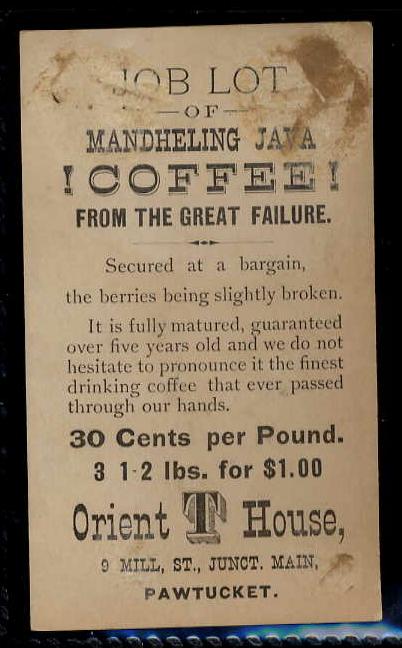 JOB LOT
—OF—
MANDHELING JAVA
!COFFEE!
FROM THE GREAT FAILURE.
Secured at a bargain,
the berries being slightly broken.
It is fully matured, guaranteed
over five years old and we do not
hesitate to pronounce it the finest
drinking coffee that ever passed
through our hands.
30 Cents per Pound.
3 1-2 lbs. for $1.00
Orient T House,
9 MILL, ST., JUNCT. MAIN,
PAWTUCKET.